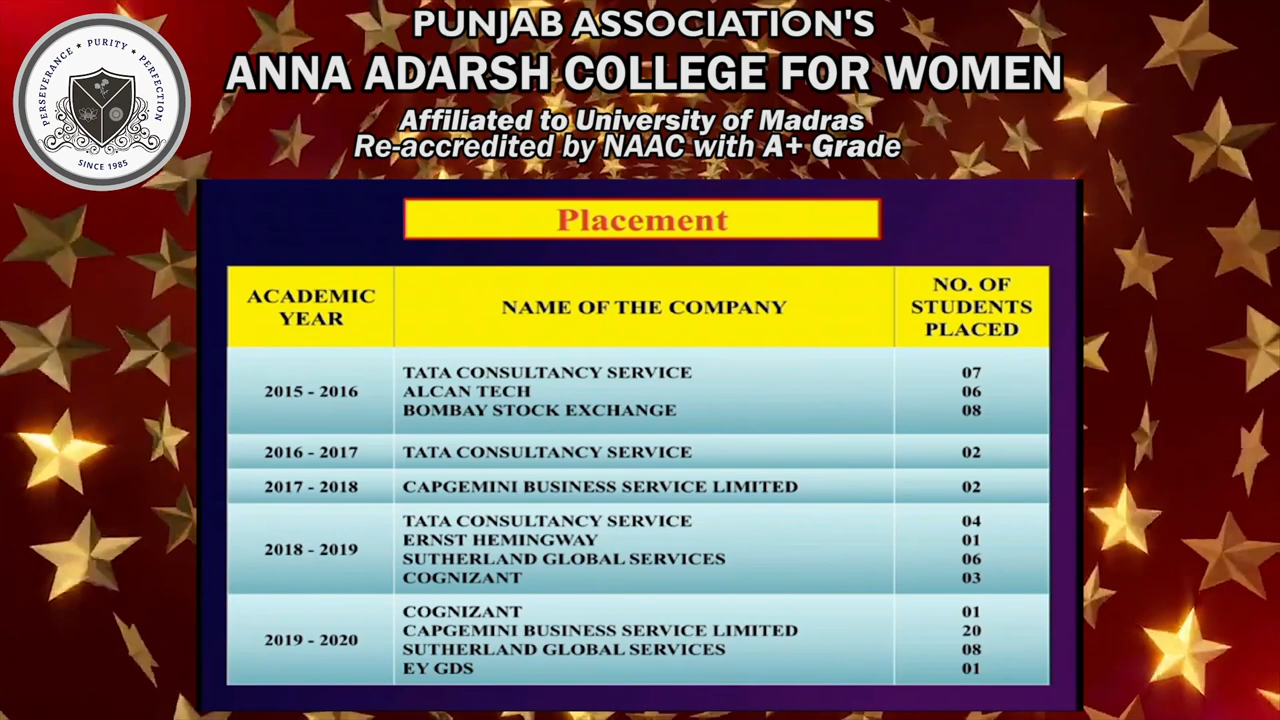 PUNJAB ASSOCIATION'S
ANNA ADARSH COLLEGE FOR WOMEN
Affiliated to University of Madras
Re-accredited by NAAC with A+ Grade
PERSEVERANCE ★ PURITY ★ PERFECTION
SINCE 1985
Placement
ACADEMIC YEAR NAME OF THE COMPANY NO. OF STUDENTS PLACED
2015 - 2016
TATA CONSULTANCY SERVICE 07
ALCAN TECH 06
BOMBAY STOCK EXCHANGE 08
2016 - 2017 TATA CONSULTANCY SERVICE 02
2017 - 2018 CAPGEMINI BUSINESS SERVICE LIMITED 02
2018 - 2019
TATA CONSULTANCY SERVICE 04
ERNST HEMINGWAY 01
SUTHERLAND GLOBAL SERVICES 06
COGNIZANT 03
2019 - 2020
COGNIZANT 01
CAPGEMINI BUSINESS SERVICE LIMITED 20
SUTHERLAND GLOBAL SERVICES 08
EY GDS 01